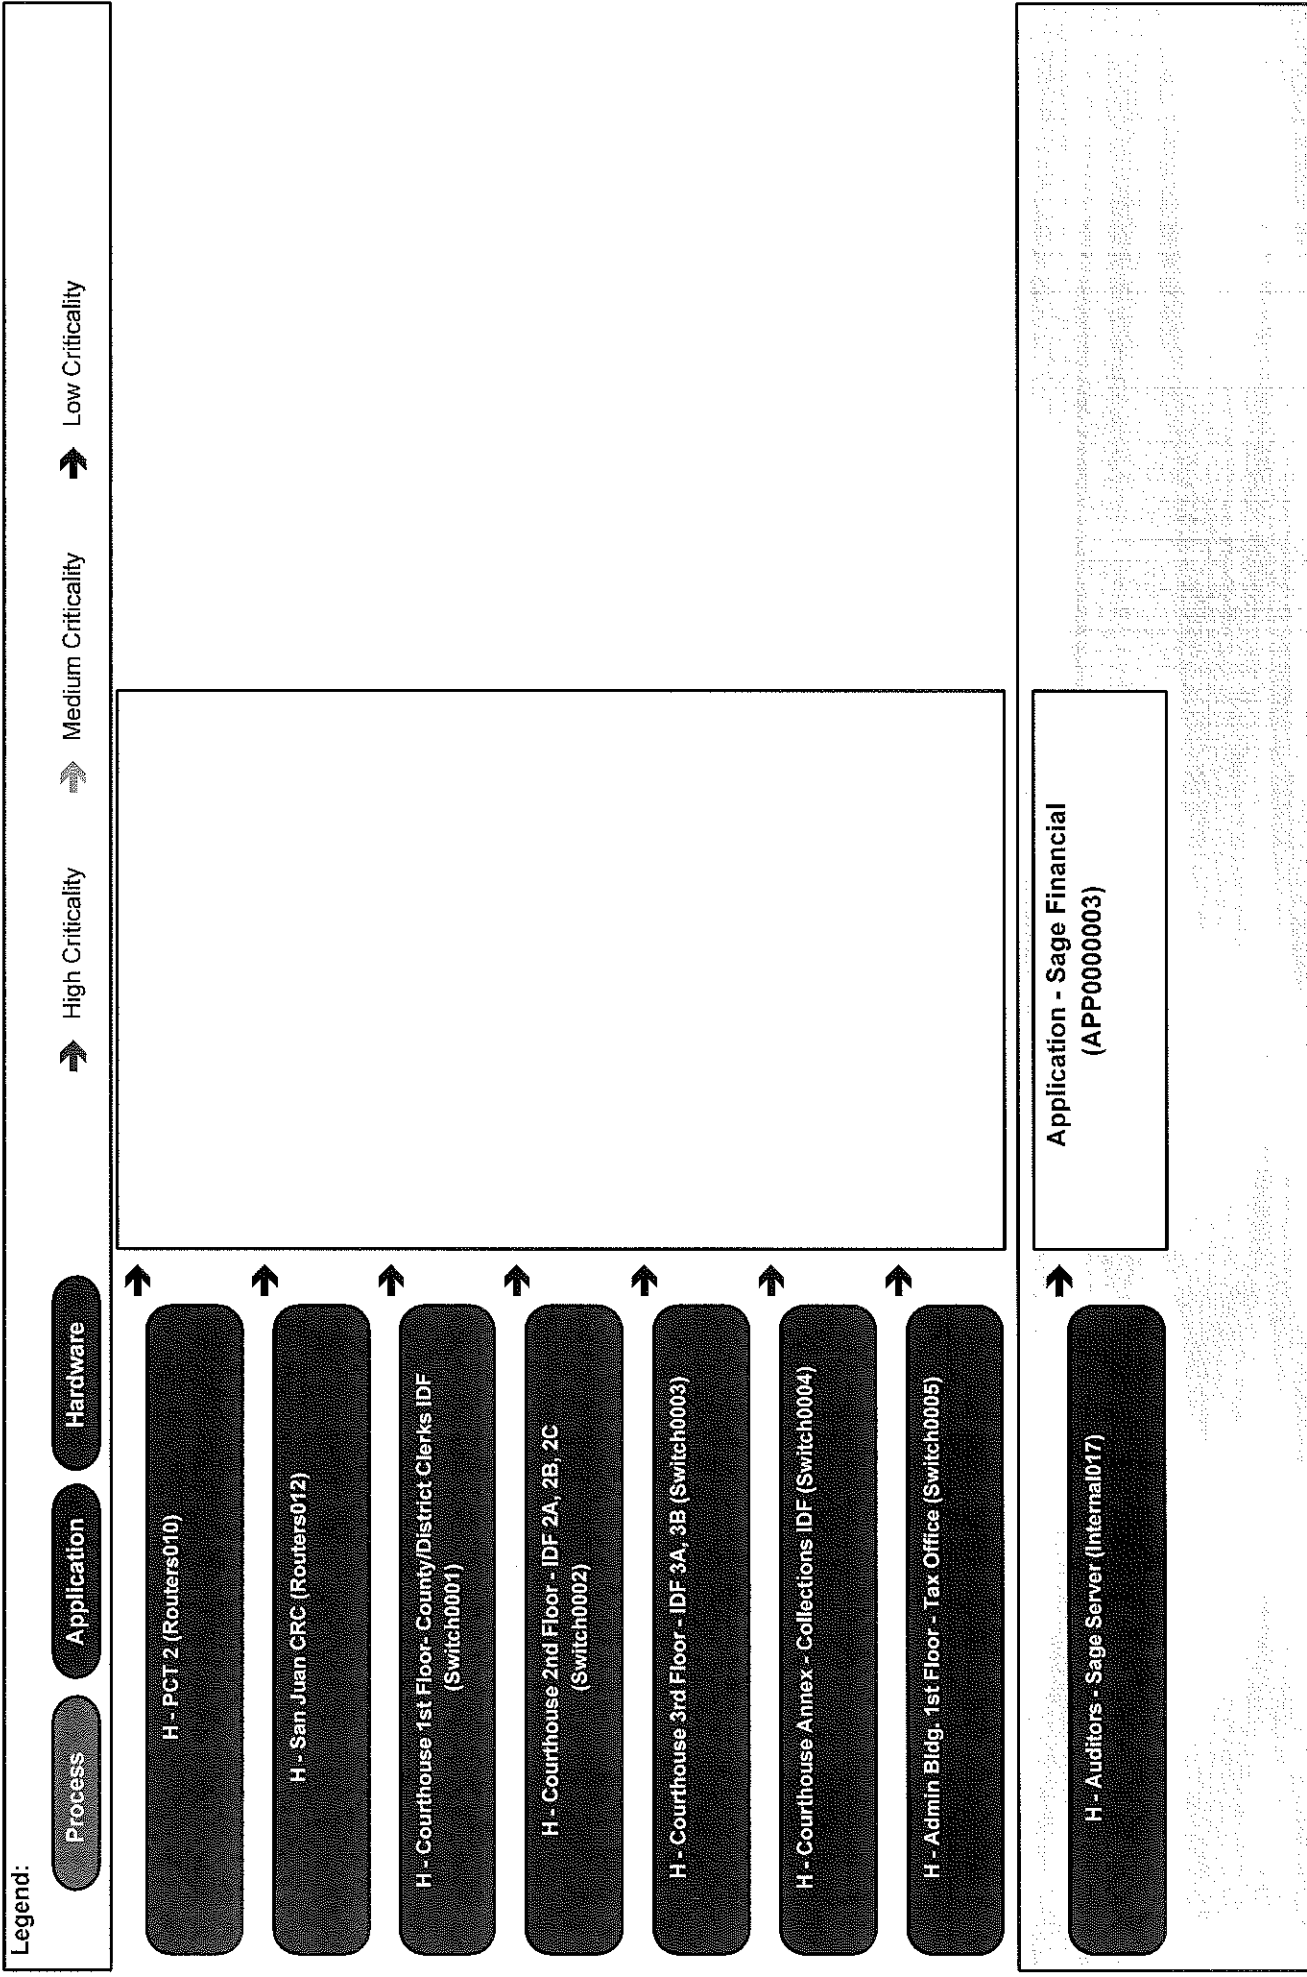 Legend:
Process
Application
Hardware
High Criticality
Medium Criticality
Low Criticality
H - PCT 2 (Routers010)
H - San Juan CRC (Routers012)
H - Courthouse 1st Floor- County/District Clerks IDF
(Switch0001)
H - Courthouse 2nd Floor - IDF 2A, 2B, 2C
(Switch0002)
H - Courthouse 3rd Floor - IDF 3A, 3B (Switch0003)
H - Courthouse Annex - Collections IDF (Switch0004)
H - Admin Bldg. 1st Floor - Tax Office (Switch0005)
H - Auditors - Sage Server (Internal017)
Application - Sage Financial
(APP0000003)